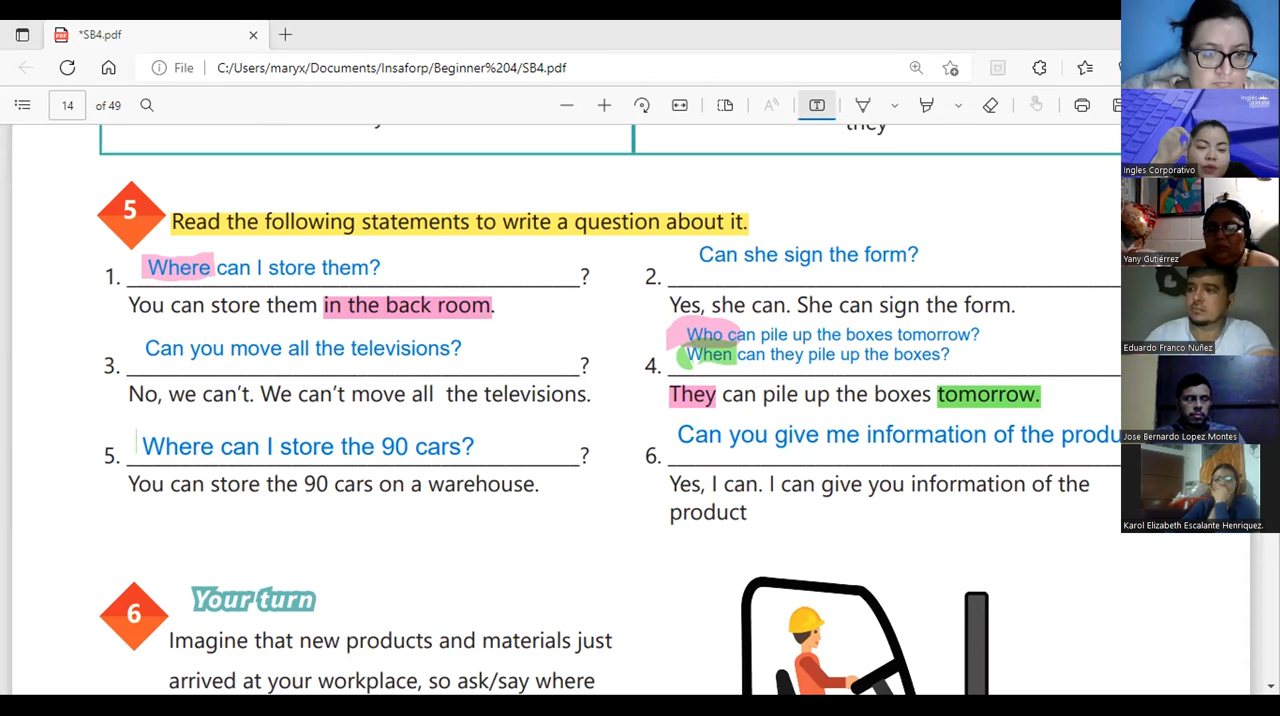 *SB4.pdf
File C:/Users/maryx/Documents/Insaforp/Beginner%204/SB4.pdf
14 of 49
they
5 Read the following statements to write a question about it.
1. Where can I store them? ?
You can store them in the back room.
2. Can she sign the form?
Yes, she can. She can sign the form.
3. Can you move all the televisions? ?
No, we can't. We can't move all the televisions.
4. Who can pile up the boxes tomorrow?
When can they pile up the boxes?
They can pile up the boxes tomorrow.
5. Where can I store the 90 cars? ?
You can store the 90 cars on a warehouse.
6. Can you give me information of the produ
Yes, I can. I can give you information of the
product
6 Your turn
Imagine that new products and materials just
arrived at your workplace, so ask/say where
Ingles Corporativo
Yany Gutiérrez
Eduardo Franco Nuñez
Jose Bernardo Lopez Montes
Karol Elizabeth Escalante Henriquez.